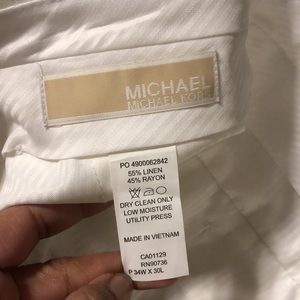 MICHAEL
MICHAEL KORS
PO 4900062842
55% LINEN
45% RAYON
DRY CLEAN ONLY
LOW MOISTURE
UTILITY PRESS
MADE IN VIETNAM
CA01129
RN90736
P 34W X 30L